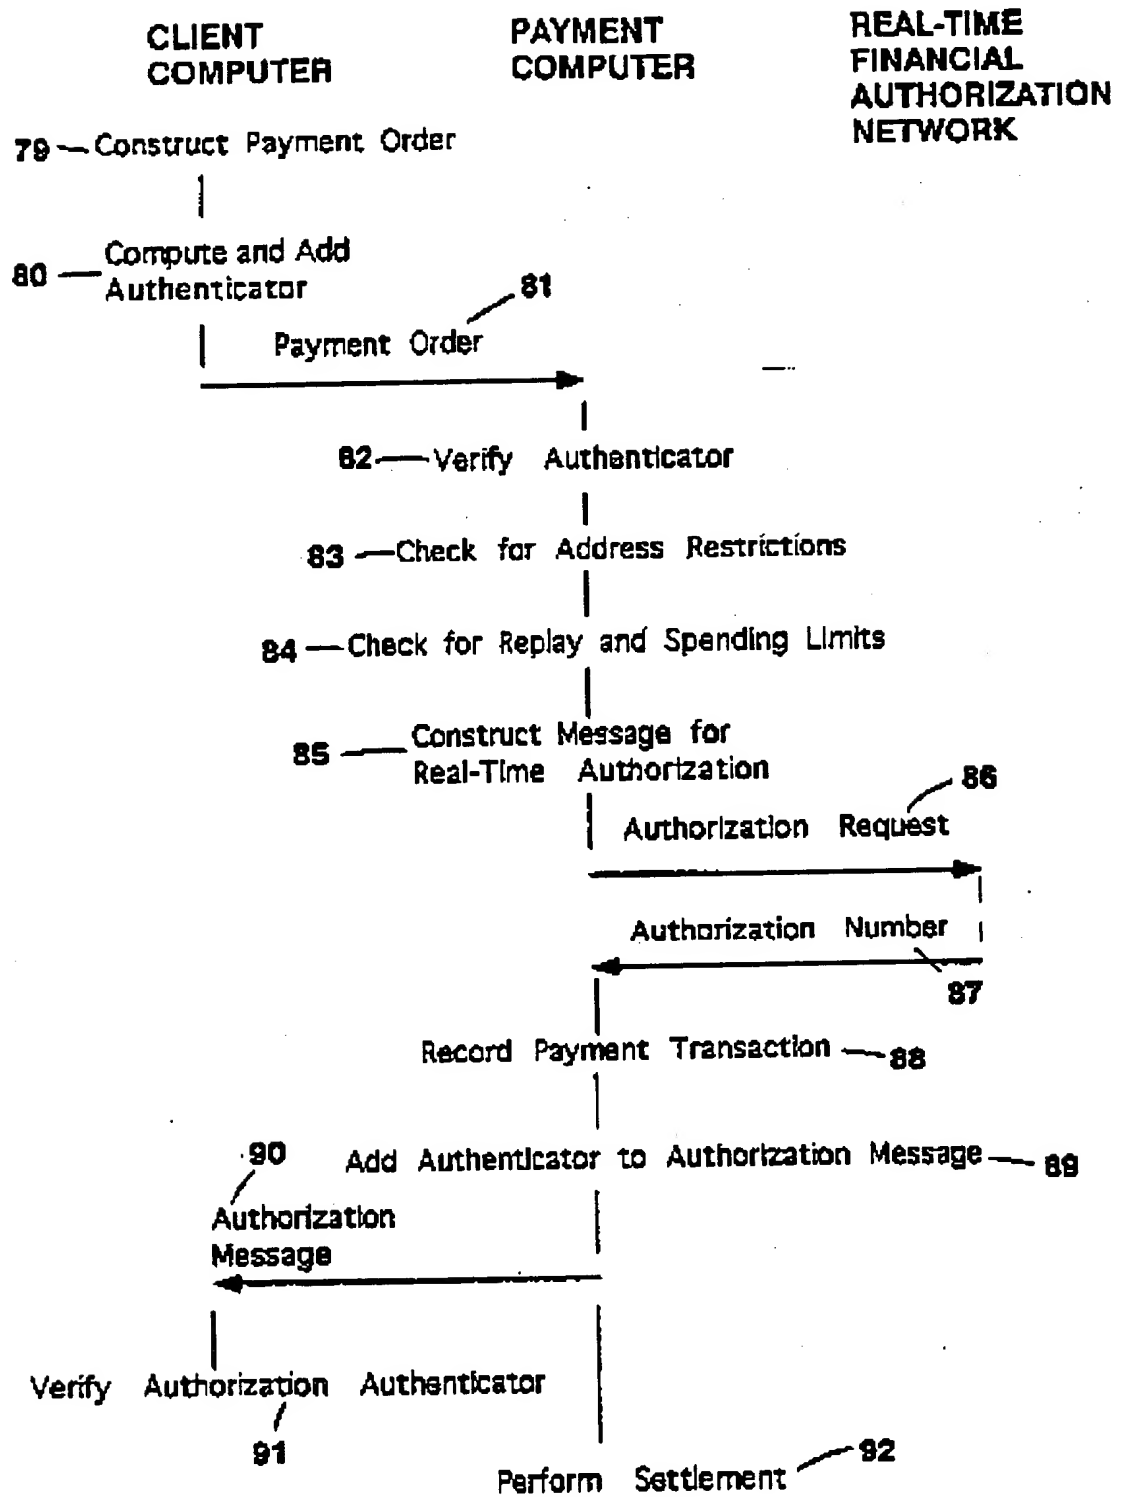 CLIENT
COMPUTER
PAYMENT
COMPUTER
REAL-TIME
FINANCIAL
AUTHORIZATION
NETWORK
79 Construct Payment Order
80 Compute and Add
Authenticator
81
Payment Order
82 Verify Authenticator
83 Check for Address Restrictions
84 Check for Replay and Spending Limits
85 Construct Message for
Real-Time Authorization
86
Authorization Request
Authorization Number
87
Record Payment Transaction 88
90
Add Authenticator to Authorization Message 89
Authorization
Message
Verify Authorization Authenticator
91
92
Perform Settlement